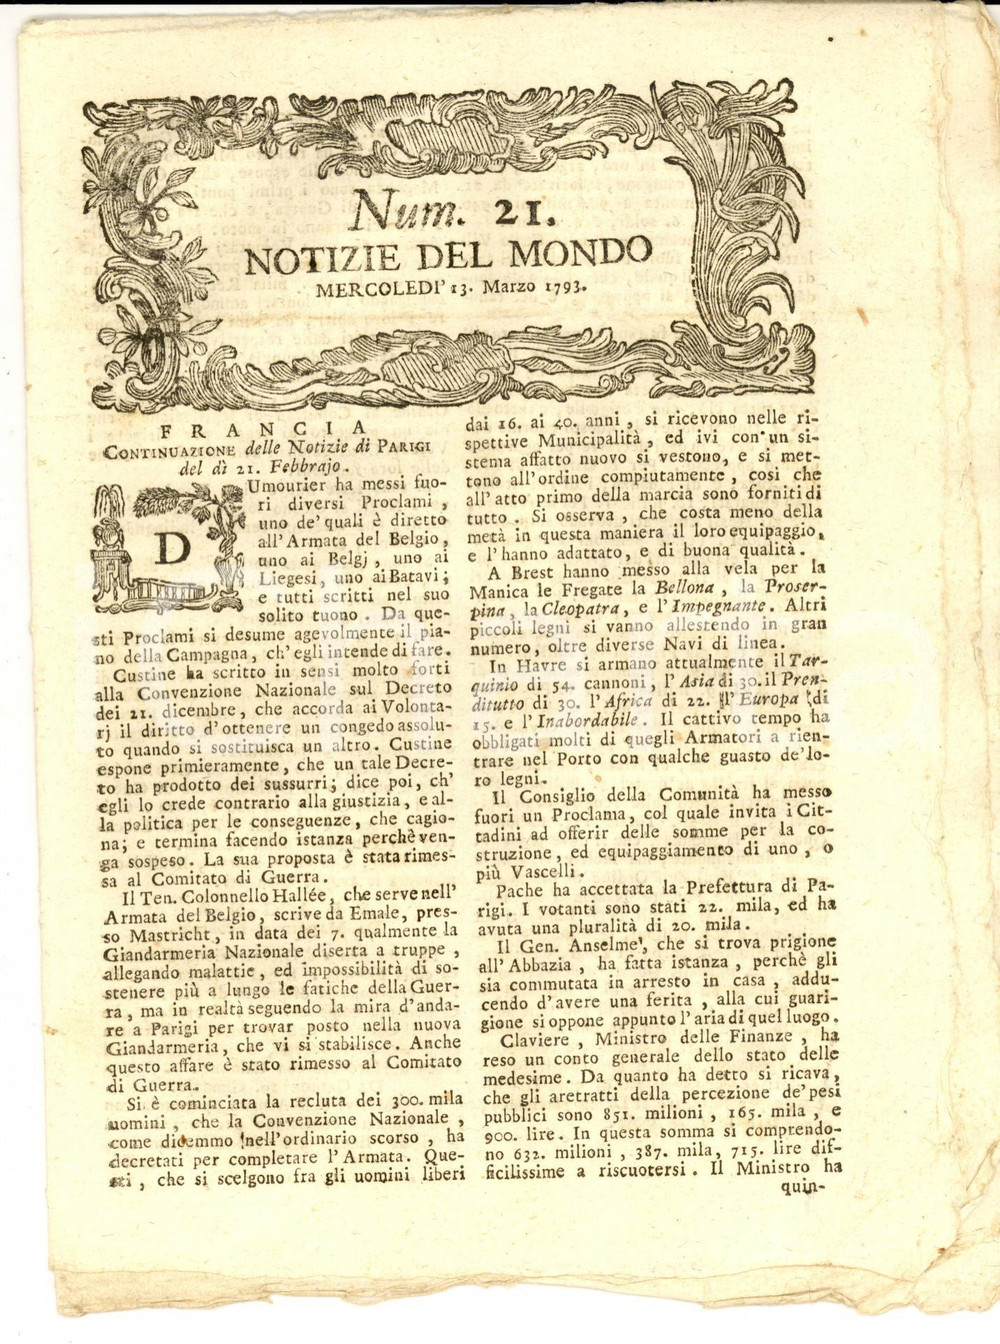 Num. 21.
NOTIZIE DEL MONDO
MERCOLEDI' 13. Marzo 1793.
FRANCIA
CONTINUAZIONE delle Notizie di PARIGI
del dì 21. Febbrajo.
DUmourier ha messi fuo-
ri diversi Proclami,
uno de' quali è diretto
all'Armata del Belgio,
uno ai Belgj, uno ai
Liegesi, uno ai Batavi;
e tutti scritti nel suo
solito tuono. Da que-
sti Proclami si desume agevolmente il pia-
no della Campagna, ch'egli intende di fare.
Custine ha scritto in sensi molto forti
alla Convenzione Nazionale sul Decreto
dei 21. dicembre, che accorda ai Volonta-
rj il diritto d'ottenere un congedo assolu-
to quando si sostituisca un altro. Custine
espone primieramente, che un tale Decre-
to ha prodotto dei sussurri; dice poi, ch'
egli lo crede contrario alla giustizia, e al-
la politica per le conseguenze, che cagio-
na; e termina facendo istanza perchè ven-
ga sospeso. La sua proposta è stata rimes-
sa al Comitato di Guerra.
Il Ten. Colonnello Hallée, che serve nell'
Armata del Belgio, scrive da Emale, pres-
so Mastricht, in data dei 7. qualmente la
Giandarmeria Nazionale diserta a truppe,
allegando malattie, ed impossibilità di so-
stenere più a lungo le fatiche della Guer-
ra, ma in realtà seguendo la mira d'anda-
re a Parigi per trovar posto nella nuova
Giandarmeria, che vi si stabilisce. Anche
questo affare è stato rimesso al Comitato
di Guerra.
Si è cominciata la recluta dei 300. mila
uomini, che la Convenzione Nazionale,
come dicemmo nell'ordinario scorso, ha
decretati per completare l'Armata. Que-
sti, che si scelgono fra gli uomini liberi
dai 16. ai 40. anni, si ricevono nelle ri-
spettive Municipalità, ed ivi con un si-
stema affatto nuovo si vestono, e si met-
tono all'ordine compiutamente, così che
all'atto primo della marcia sono forniti di
tutto. Si osserva, che costa meno della
metà in questa maniera il loro equipaggio,
e l'hanno adattato, e di buona qualità.
A Brest hanno messo alla vela per la
Manica le Fregate la Bellona, la Proser-
pina, la Cleopatra, e l'Impegnante. Altri
piccoli legni si vanno allestendo in gran
numero, oltre diverse Navi di linea.
In Havre si armano attualmente il Tar-
quinio di 54. cannoni, l'Asia di 30. il Pren-
ditutto di 30. l'Africa di 22. l'Europa di
15. e l'Inabordabile. Il cattivo tempo ha
obbligati molti di quegli Armatori a rien-
trare nel Porto con qualche guasto de'lo-
ro legni.
Il Consiglio della Comunità ha messo
fuori un Proclama, col quale invita i Cit-
tadini ad offerir delle somme per la co-
struzione, ed equipaggiamento di uno, o
più Vascelli.
Pache ha accettata la Prefettura di Pa-
rigi. I votanti sono stati 22. mila, ed ha
avuta una pluralità di 20. mila.
Il Gen. Anselme, che si trova prigione
all'Abbazia, ha fatta istanza, perchè gli
sia commutata in arresto in casa, addu-
cendo d'avere una ferita, alla cui guari-
gione si oppone appunto l'aria di quel luogo.
Claviere, Ministro delle Finanze, ha
reso un conto generale dello stato delle
medesime. Da quanto ha detto si ricava,
che gli aretratti della percezione de'pesi
pubblici sono 851. milioni, 165. mila, e
900. lire. In questa somma si comprendo-
no 632. milioni, 387. mila, 715. lire dif-
ficilissime a riscuotersi. Il Ministro ha
quin-